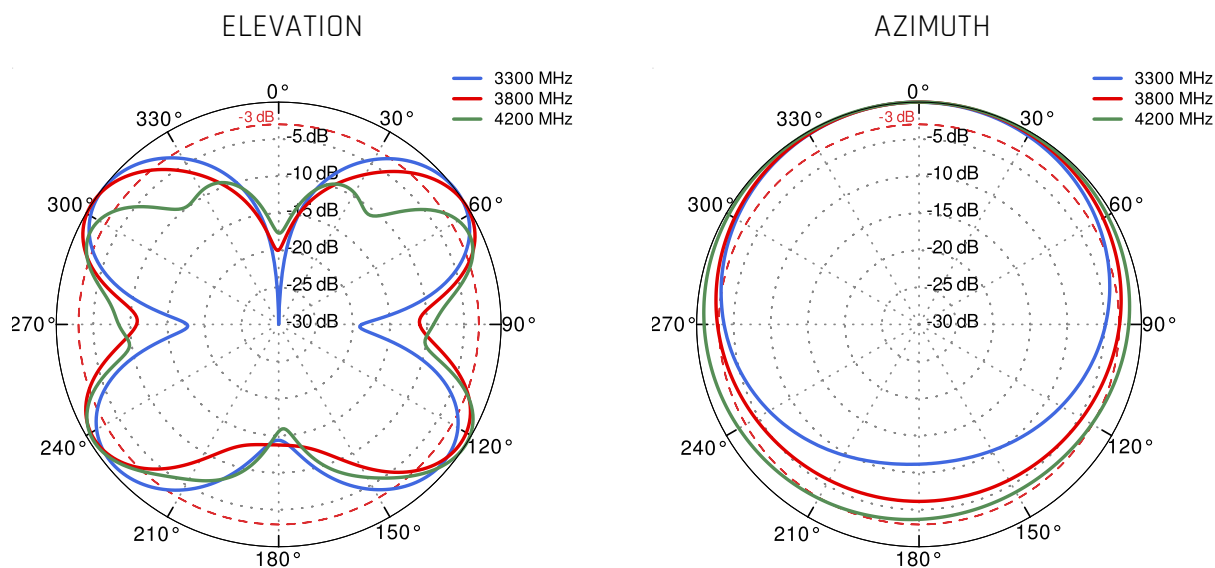 ELEVATION
3300 MHz
3800 MHz
4200 MHz
0°
-3 dB
330°
30°
-5 dB
-10 dB
300°
60°
-15 dB
-20 dB
-25 dB
270°
-30 dB
90°
240°
120°
210°
150°
180°
AZIMUTH
3300 MHz
3800 MHz
4200 MHz
0°
-3 dB
330°
30°
-5 dB
-10 dB
300°
60°
-15 dB
-20 dB
-25 dB
270°
-30 dB
90°
240°
120°
210°
150°
180°